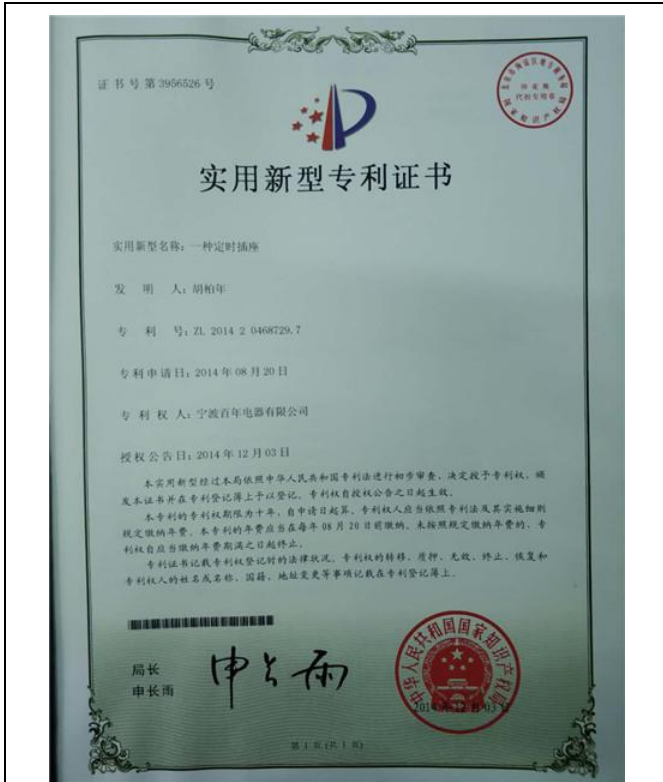 证书号第3956526号
实用新型专利证书
实用新型名称：一种定时插座
发 明 人：胡柏年
专 利 号：ZL 2014 2 0468729.7
专利申请日：2014年08月20日
专 利 权 人：宁波百年电器有限公司
授权公告日：2014年12月03日
本实用新型经过本局依照中华人民共和国专利法进行初步审查，决定授予专利权，颁
发本证书并在专利登记簿上予以登记。专利权自授权公告之日起生效。
本专利的专利权期限为十年，自申请日起算。专利权人应当依照专利法及其实施细则
规定缴纳年费。本专利的年费应当在每年08月20日前缴纳。未按照规定缴纳年费的，专
利权自应当缴纳年费期满之日起终止。
专利证书记载专利权登记时的法律状况。专利权的转移、质押、无效、终止、恢复和
专利权人的姓名或名称、国籍、地址变更等事项记载在专利登记簿上。
局长
申长雨
申长雨
中华人民共和国国家知识产权局
2014年12月03日
第1页(共1页)